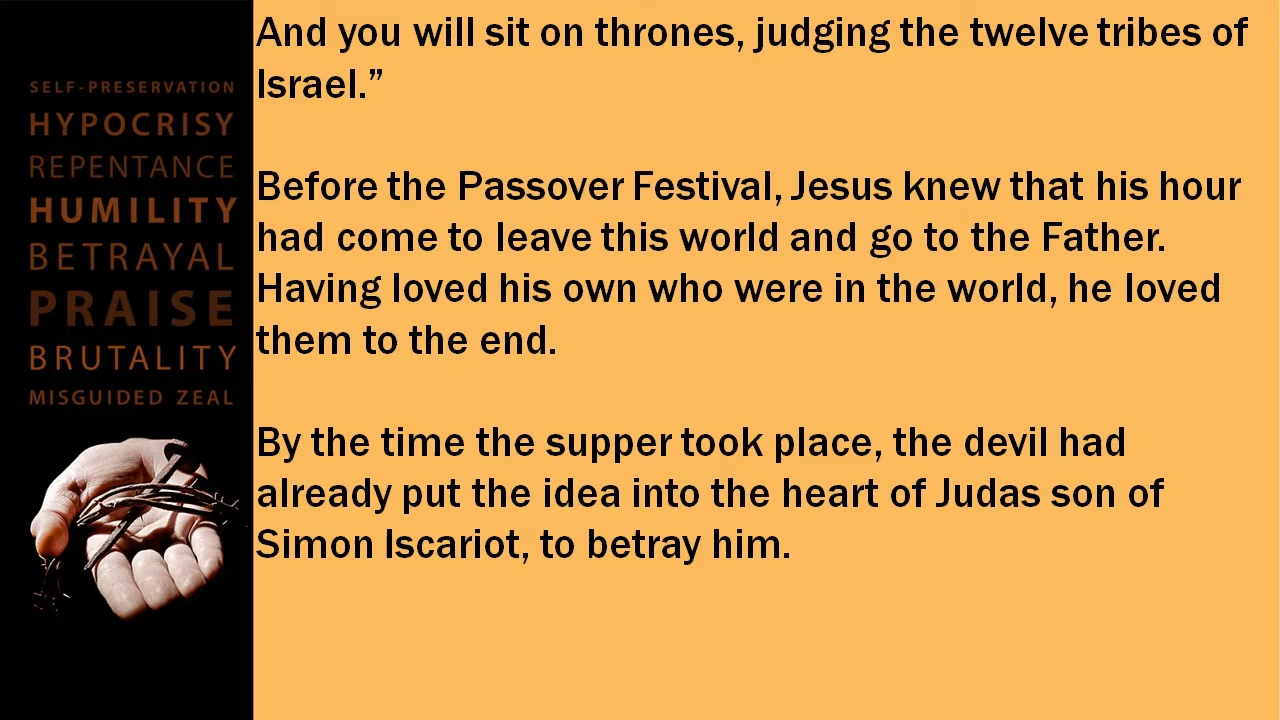 SELF-PRESERVATION
HYPOCRISY
REPENTANCE
HUMILITY
BETRAYAL
PRAISE
BRUTALITY
MISGUIDED ZEAL
And you will sit on thrones, judging the twelve tribes of
Israel.”
Before the Passover Festival, Jesus knew that his hour
had come to leave this world and go to the Father.
Having loved his own who were in the world, he loved
them to the end.
By the time the supper took place, the devil had
already put the idea into the heart of Judas son of
Simon Iscariot, to betray him.